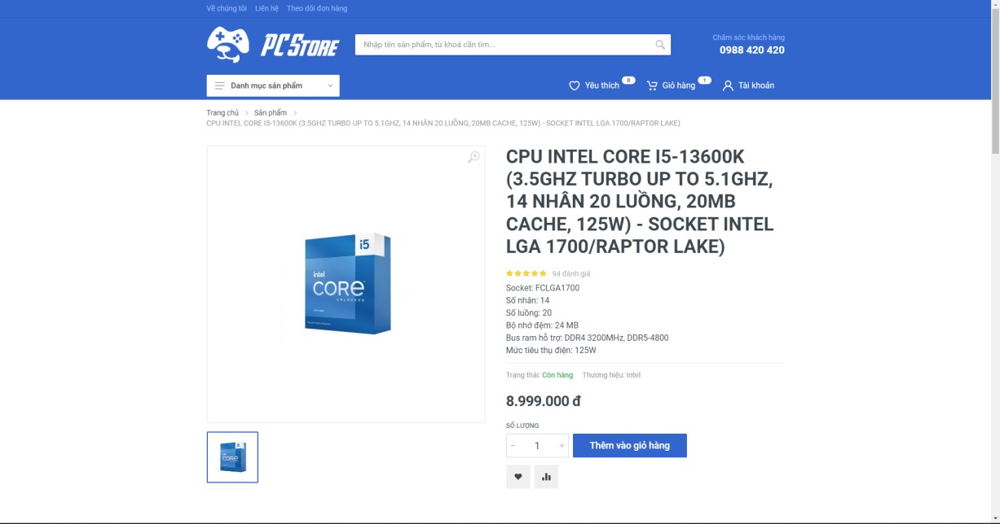 Về chúng tôi Liên hệ Theo dõi đơn hàng
PC STORE
Nhập tên sản phẩm, từ khoá cần tìm...
Chăm sóc khách hàng
0988 420 420
Danh mục sản phẩm
Yêu thích 0 Giỏ hàng 1 Tài khoản
Trang chủ > Sản phẩm >
CPU INTEL CORE I5-13600K (3.5GHZ TURBO UP TO 5.1GHZ, 14 NHÂN 20 LUỒNG, 20MB CACHE, 125W) - SOCKET INTEL LGA 1700/RAPTOR LAKE)
i5
intel
CORE
UNLOCKED
CPU INTEL CORE I5-13600K
(3.5GHZ TURBO UP TO 5.1GHZ,
14 NHÂN 20 LUỒNG, 20MB
CACHE, 125W) - SOCKET INTEL
LGA 1700/RAPTOR LAKE)
94 đánh giá
Socket: FCLGA1700
Số nhân: 14
Số luồng: 20
Bộ nhớ đệm: 24 MB
Bus ram hỗ trợ: DDR4 3200MHz, DDR5-4800
Mức tiêu thụ điện: 125W
Trạng thái: Còn hàng Thương hiệu: Intel
8.999.000 đ
SỐ LƯỢNG
− 1 + Thêm vào giỏ hàng
CORE